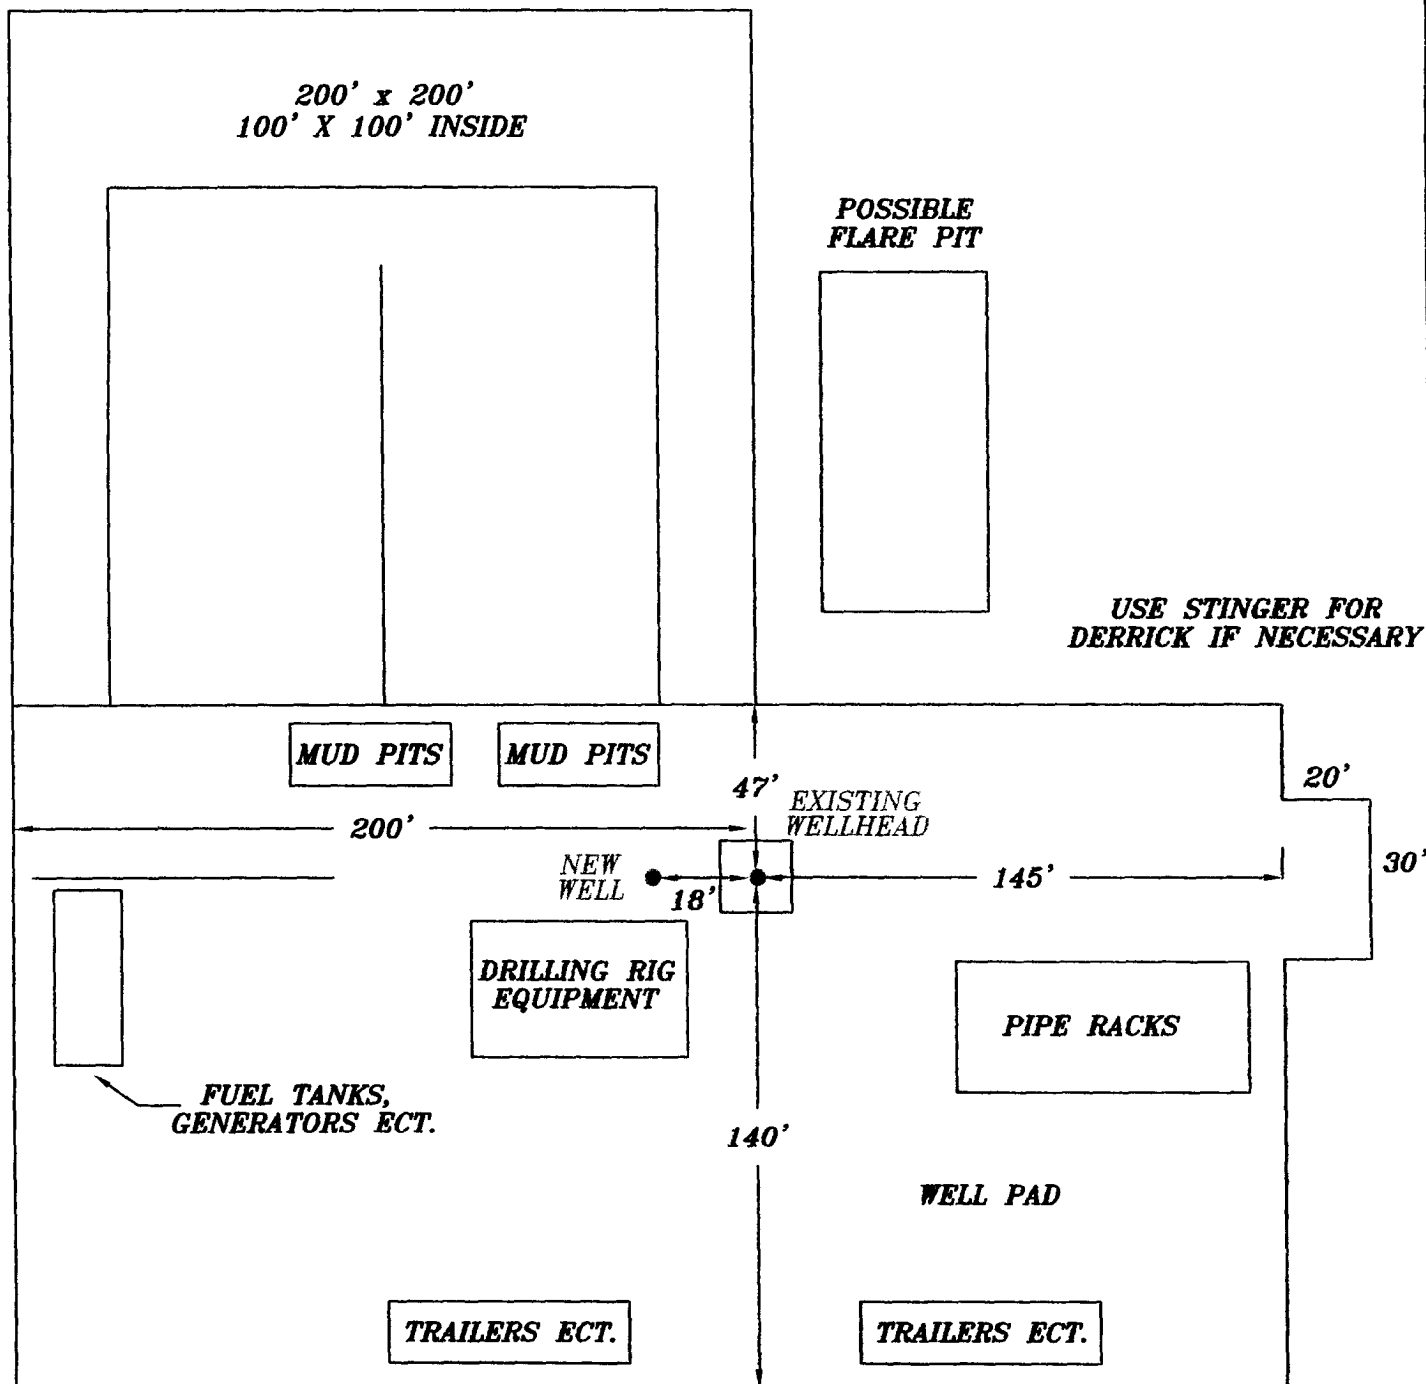 200' x 200'
100' X 100' INSIDE
POSSIBLE
FLARE PIT
USE STINGER FOR
DERRICK IF NECESSARY
MUD PITS
MUD PITS
47'
20'
EXISTING
WELLHEAD
200'
NEW
WELL
18'
145'
30'
DRILLING RIG
EQUIPMENT
PIPE RACKS
FUEL TANKS,
GENERATORS ECT.
140'
WELL PAD
TRAILERS ECT.
TRAILERS ECT.